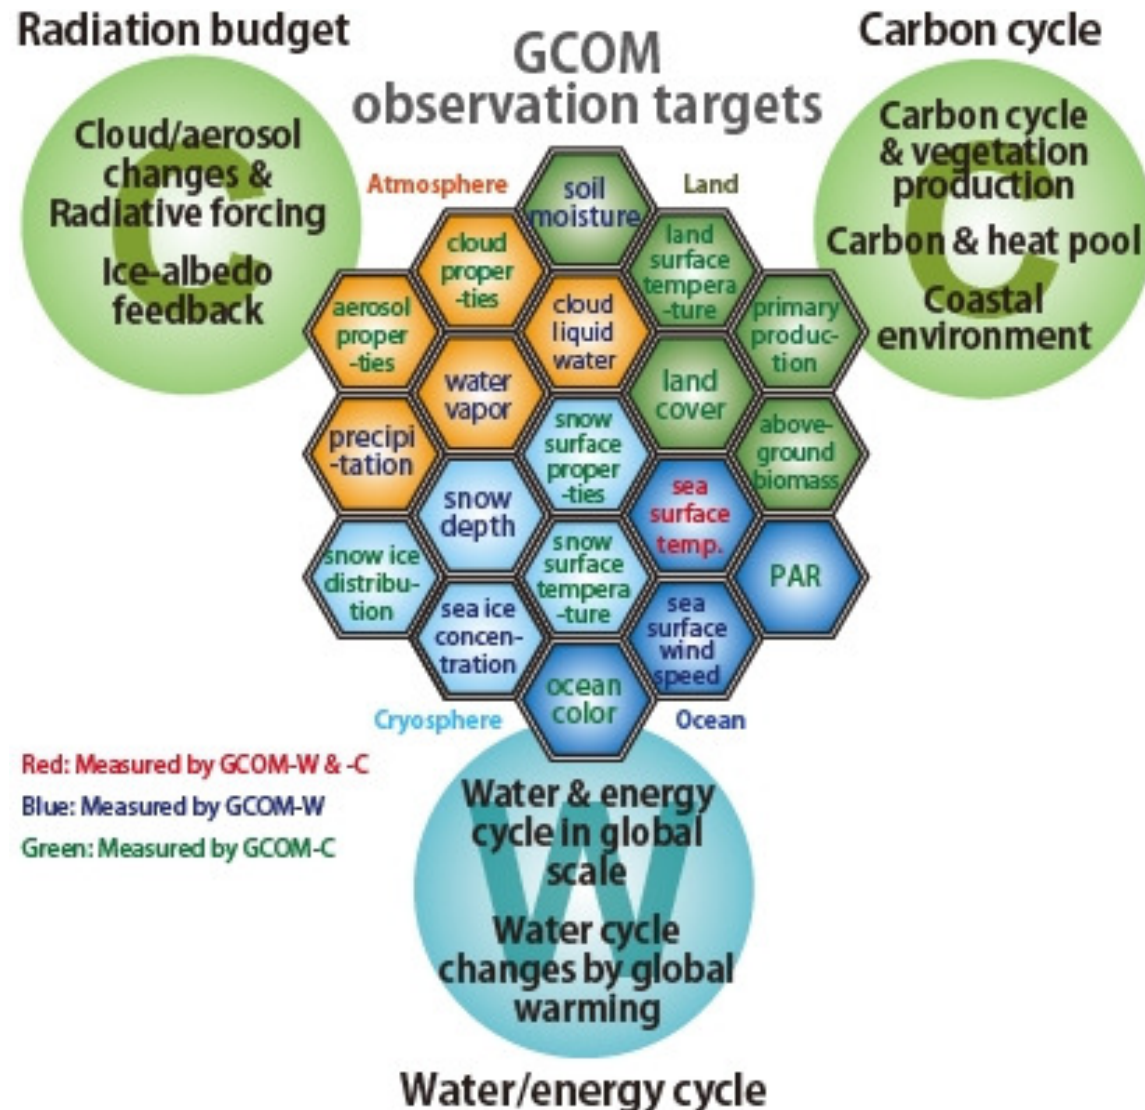 Radiation budget
GCOM
observation targets
Carbon cycle
C
Cloud/aerosol
changes &
Radiative forcing
Ice-albedo
feedback
C
Carbon cycle
& vegetation
production
Carbon & heat pool
Coastal
environment
Atmosphere
Land
soil
moisture
cloud
proper
-ties
land
surface
tempera
-ture
aerosol
proper
-ties
cloud
liquid
water
primary
produc-
tion
water
vapor
land
cover
precipi
-tation
snow
surface
proper
-ties
above-
ground
biomass
snow
depth
sea
surface
temp.
snow ice
distribu-
tion
snow
surface
tempera
-ture
PAR
sea ice
concen-
tration
sea
surface
wind
speed
ocean
color
Cryosphere
Ocean
Red: Measured by GCOM-W & -C
Blue: Measured by GCOM-W
Green: Measured by GCOM-C
W
Water & energy
cycle in global
scale
Water cycle
changes by global
warming
Water/energy cycle